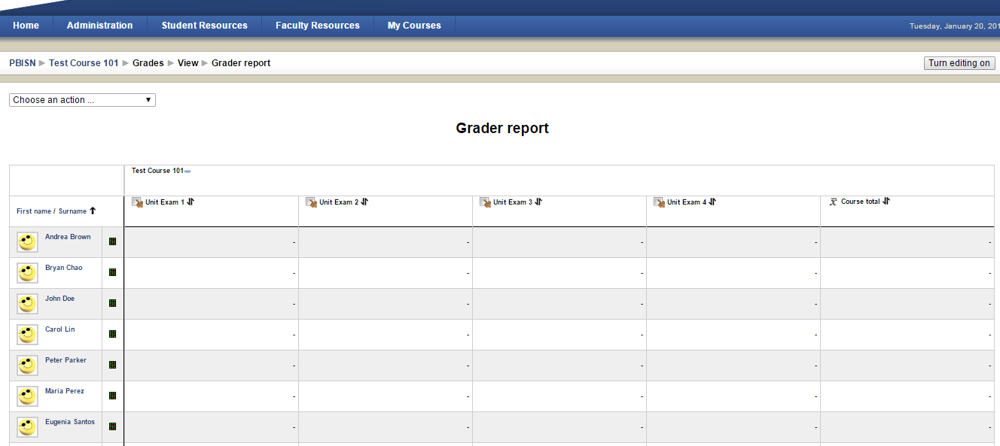 Home Administration Student Resources Faculty Resources My Courses
Tuesday, January 20, 201
PBISN Test Course 101 Grades View Grader report
Turn editing on
Choose an action ...
Grader report
Test Course 101
First name / Surname Unit Exam 1 Unit Exam 2 Unit Exam 3 Unit Exam 4 x̅ Course total
Andrea Brown - - - - -
Bryan Chao - - - - -
John Doe - - - - -
Carol Lin - - - - -
Peter Parker - - - - -
Maria Perez - - - - -
Eugenia Santos - - - - -